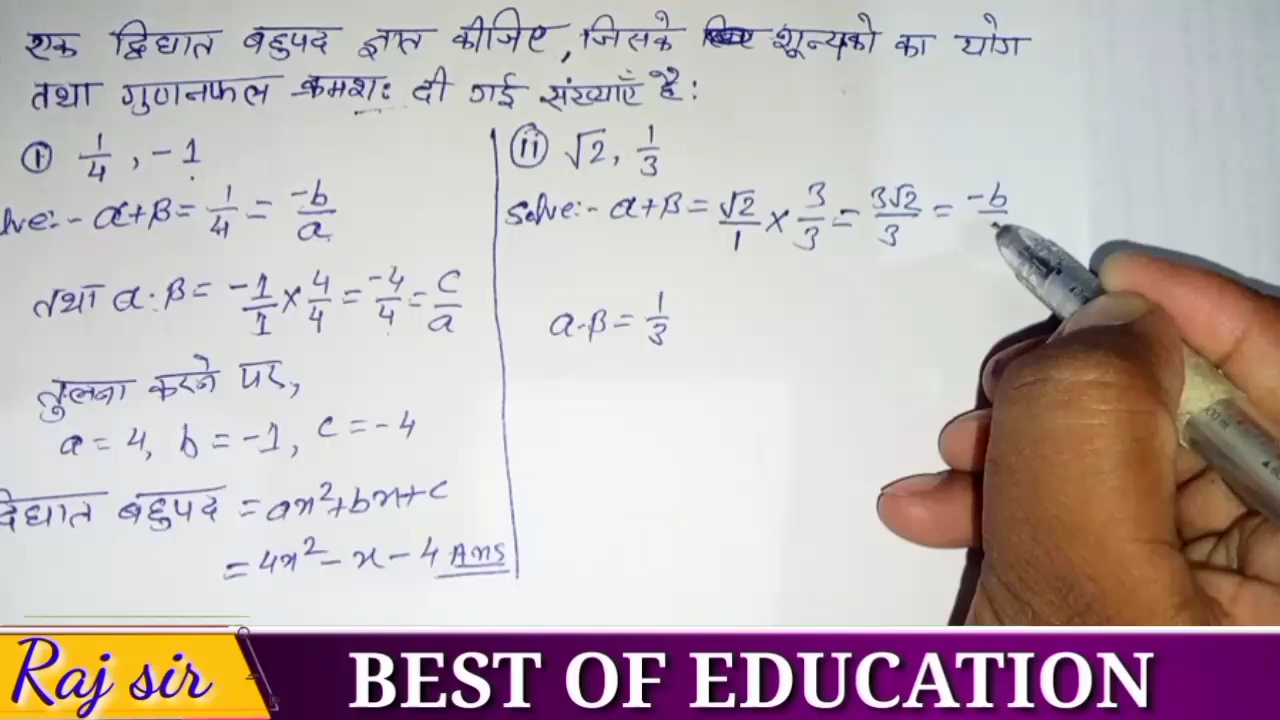 एक द्विघात बहुपद ज्ञात कीजिए, जिसके शून्यको का योग
तथा गुणनफल क्रमशः दी गई संख्याएँ है:
① 1/4, -1
lve:- α+β = 1/4 = -b/a
तथा α·β = -1/1 × 4/4 = -4/4 = c/a
तुलना करने पर,
a = 4, b = -1, c = -4
द्विघात बहुपद = ax²+bx+c
= 4x² - x - 4 Ans
ⅱ √2, 1/3
Solve:- α+β = √2/1 × 3/3 = 3√2/3 = -b/
α·β = 1/3
Raj sir
BEST OF EDUCATION